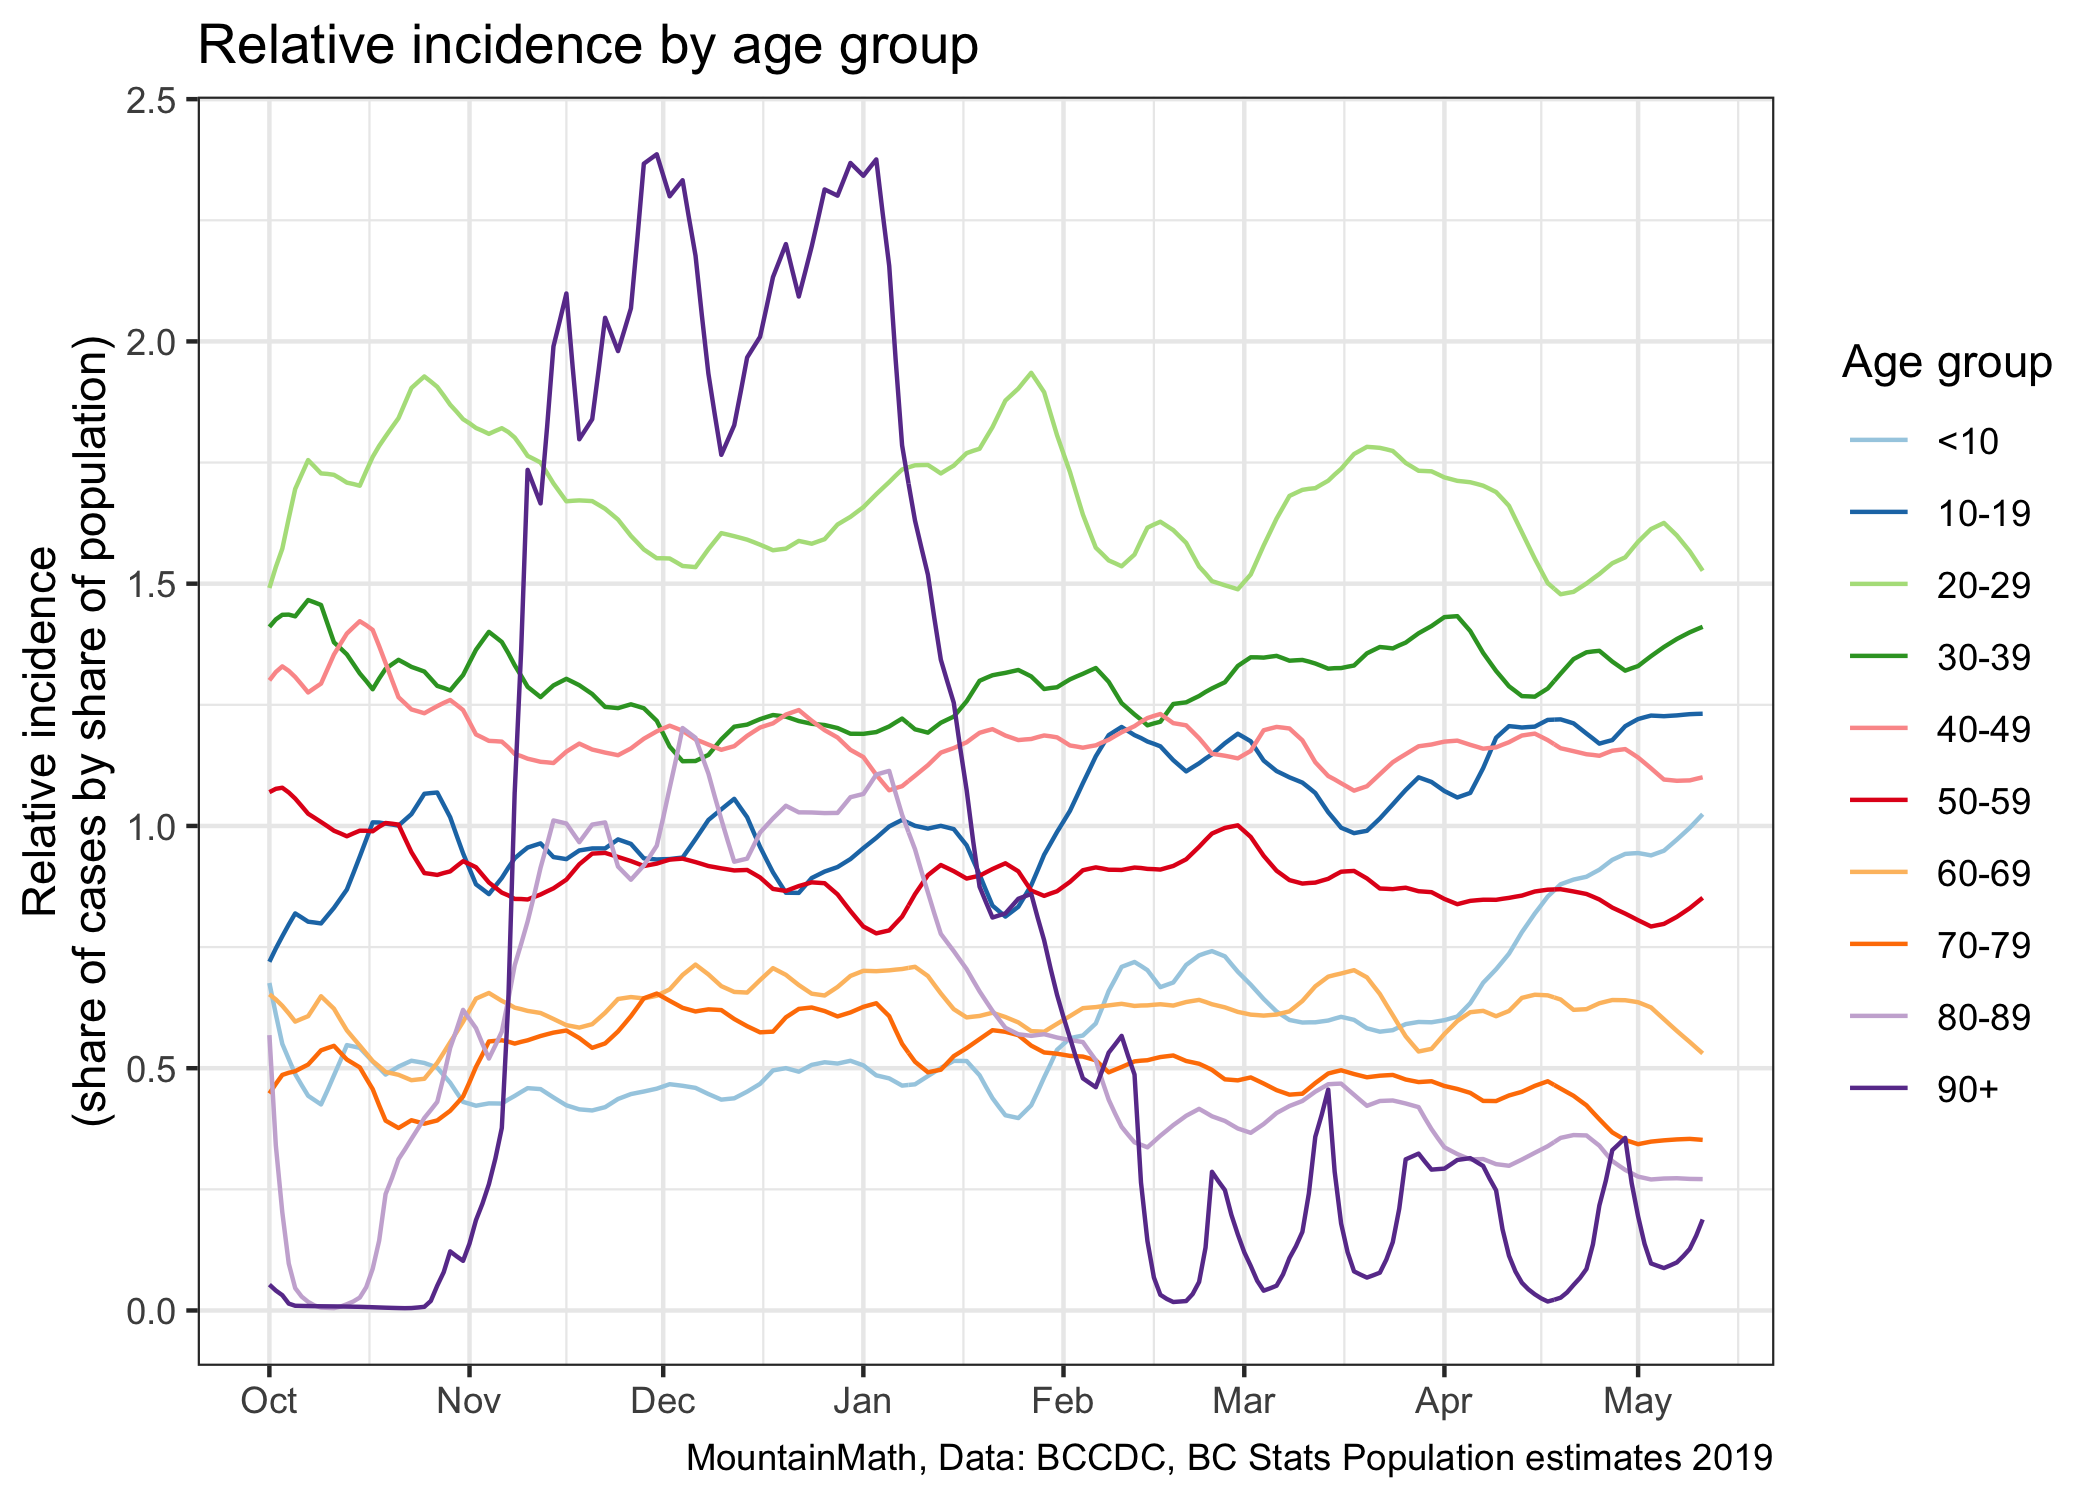 Relative incidence by age group
Relative incidence
(share of cases by share of population)
2.5
2.0
1.5
1.0
0.5
0.0
Oct Nov Dec Jan Feb Mar Apr May
Age group
<10
10-19
20-29
30-39
40-49
50-59
60-69
70-79
80-89
90+
MountainMath, Data: BCCDC, BC Stats Population estimates 2019